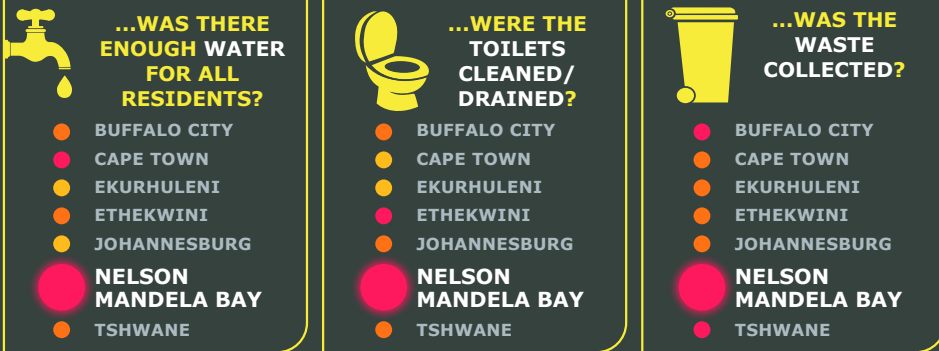 ...WAS THERE
ENOUGH WATER
FOR ALL
RESIDENTS?
BUFFALO CITY
CAPE TOWN
EKURHULENI
ETHEKWINI
JOHANNESBURG
NELSON
MANDELA BAY
TSHWANE
...WERE THE
TOILETS
CLEANED/
DRAINED?
BUFFALO CITY
CAPE TOWN
EKURHULENI
ETHEKWINI
JOHANNESBURG
NELSON
MANDELA BAY
TSHWANE
...WAS THE
WASTE
COLLECTED?
BUFFALO CITY
CAPE TOWN
EKURHULENI
ETHEKWINI
JOHANNESBURG
NELSON
MANDELA BAY
TSHWANE